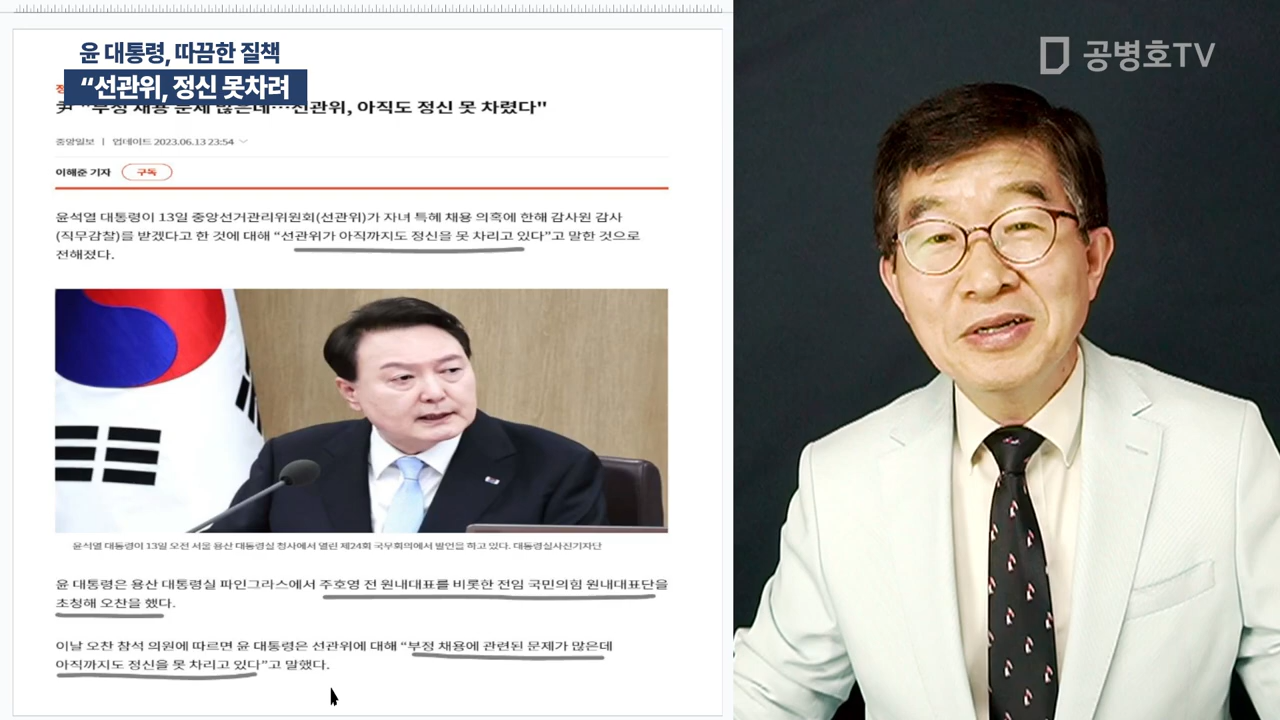 윤 대통령, 따끔한 질책
“선관위, 정신 못차려
尹 "부정 채용 문제 많은데…선관위, 아직도 정신 못 차렸다"
중앙일보 | 업데이트 2023.06.13 23:54
이해준 기자 구독
윤석열 대통령이 13일 중앙선거관리위원회(선관위)가 자녀 특혜 채용 의혹에 한해 감사원 감사
(직무감찰)를 받겠다고 한 것에 대해 “선관위가 아직까지도 정신을 못 차리고 있다”고 말한 것으로
전해졌다.
윤석열 대통령이 13일 오전 서울 용산 대통령실 청사에서 열린 제24회 국무회의에서 발언을 하고 있다. 대통령실사진기자단
윤 대통령은 용산 대통령실 파인그라스에서 주호영 전 원내대표를 비롯한 전임 국민의힘 원내대표단을
초청해 오찬을 했다.
이날 오찬 참석 의원에 따르면 윤 대통령은 선관위에 대해 “부정 채용에 관련된 문제가 많은데
아직까지도 정신을 못 차리고 있다”고 말했다.
공병호TV